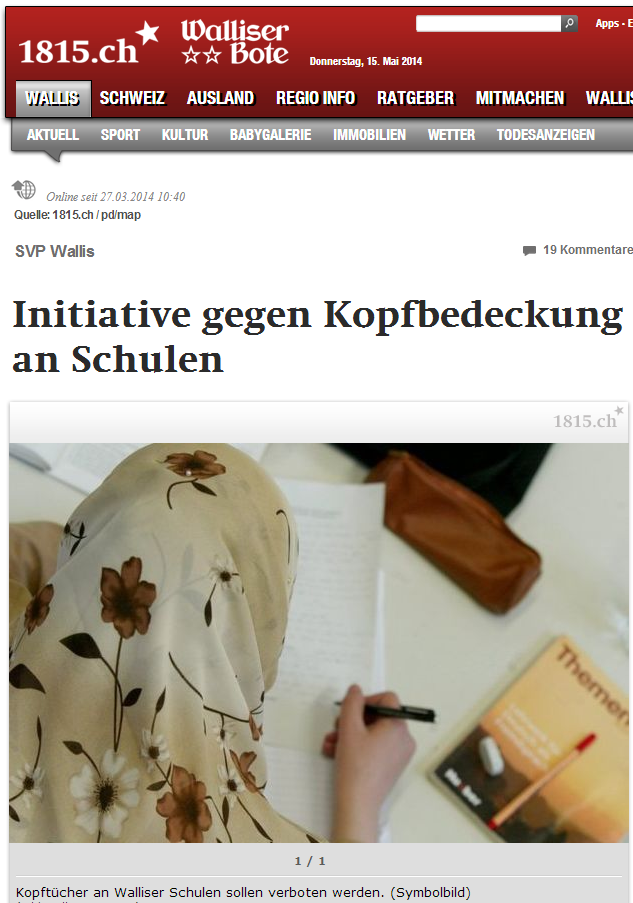 1815.ch
Walliser
Bote
Donnerstag, 15. Mai 2014
Apps - E
WALLIS SCHWEIZ AUSLAND REGIO INFO RATGEBER MITMACHEN WALLIS
AKTUELL SPORT KULTUR BABYGALERIE IMMOBILIEN WETTER TODESANZEIGEN
Online seit 27.03.2014 10:40
Quelle: 1815.ch / pd/map
SVP Wallis
19 Kommentare
Initiative gegen Kopfbedeckung
an Schulen
1815.ch
Themen
1 / 1
Kopftücher an Walliser Schulen sollen verboten werden. (Symbolbild)